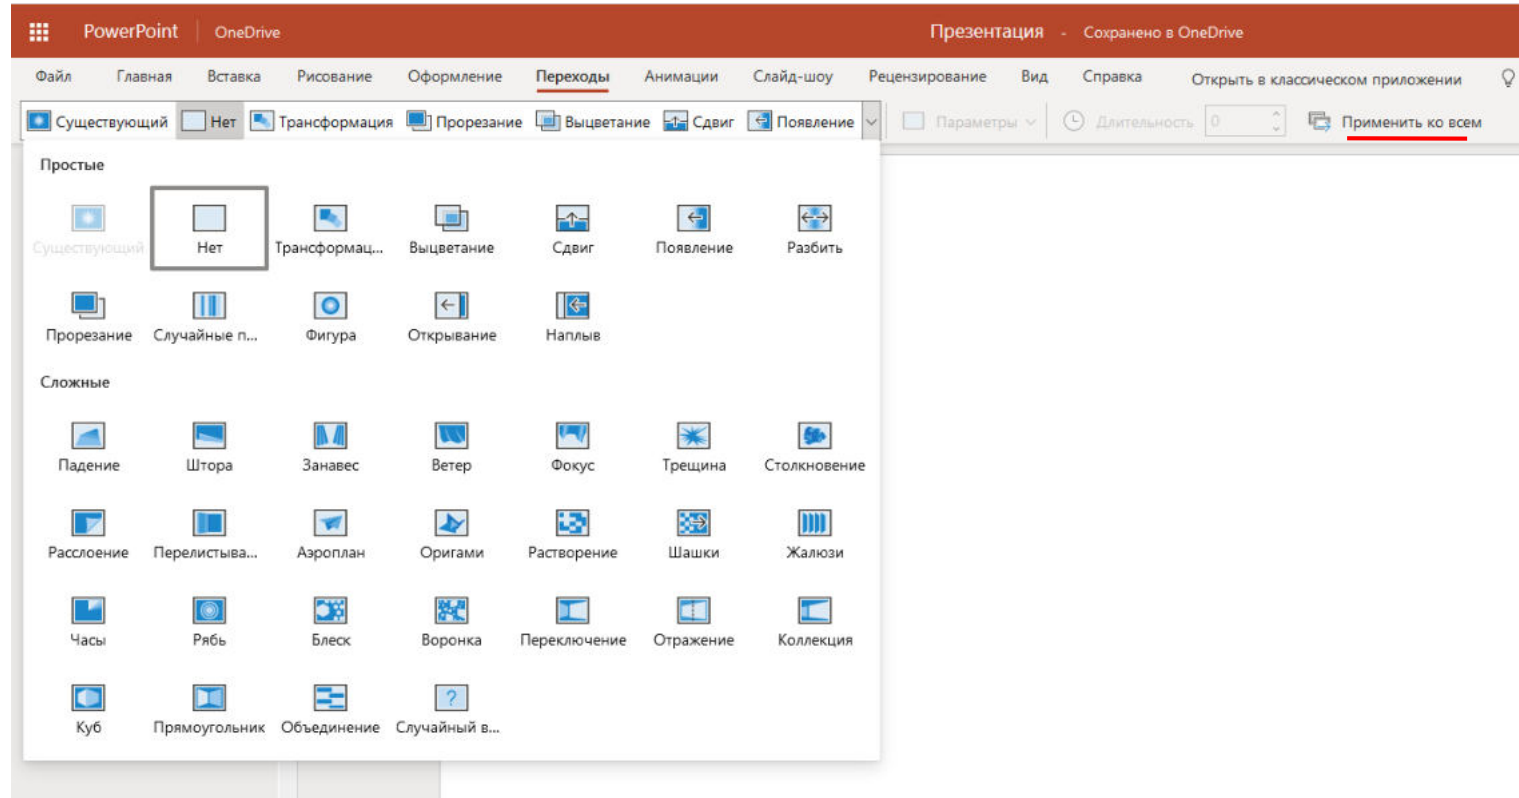 PowerPoint OneDrive Презентация - Сохранено в OneDrive
Файл Главная Вставка Рисование Оформление Переходы Анимации Слайд-шоу Рецензирование Вид Справка Открыть в классическом приложении
Существующий Нет Трансформация Прорезание Выцветание Сдвиг Появление Параметры Длительность 0 Применить ко всем
Простые
Существующий Нет Трансформац... Выцветание Сдвиг Появление Разбить
Прорезание Случайные п... Фигура Открывание Наплыв
Сложные
Падение Штора Занавес Ветер Фокус Трещина Столкновение
Расслоение Перелистыва... Аэроплан Оригами Растворение Шашки Жалюзи
Часы Рябь Блеск Воронка Переключение Отражение Коллекция
Куб Прямоугольник Объединение Случайный в...